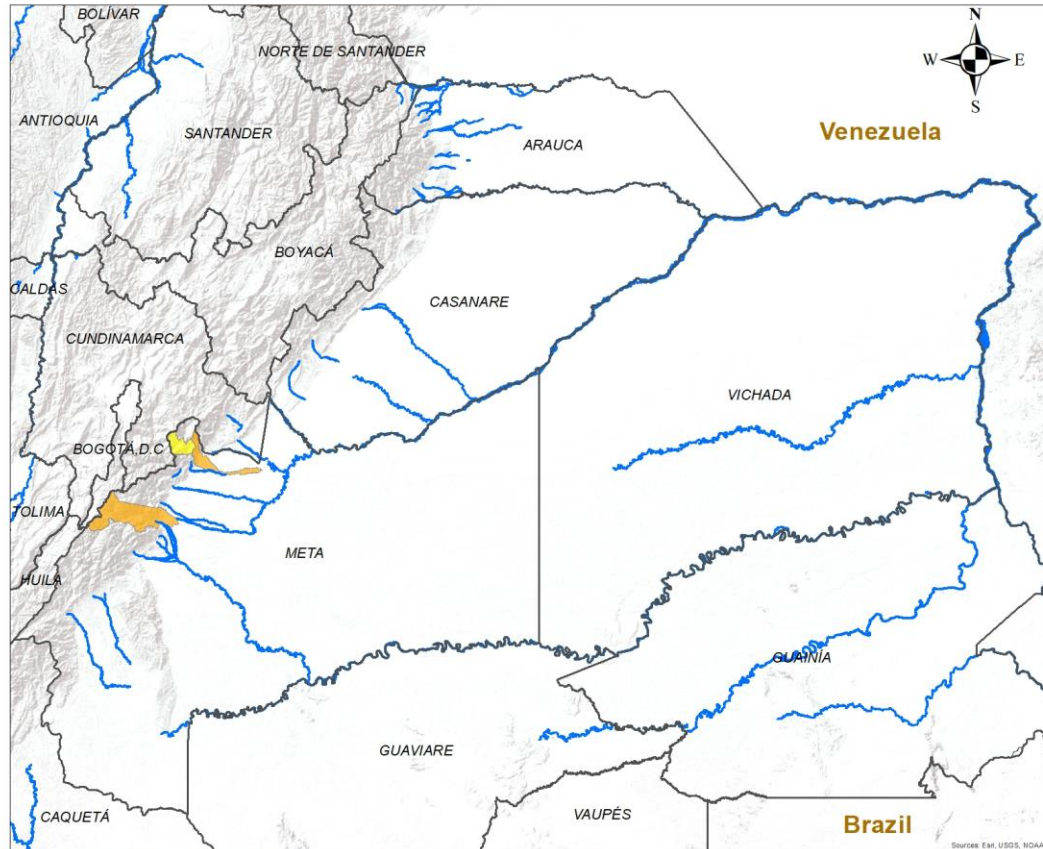 BOLÍVAR
NORTE DE SANTANDER
N
W
E
S
ANTIOQUIA
SANTANDER
ARAUCA
Venezuela
BOYACÁ
CALDAS
CASANARE
CUNDINAMARCA
VICHADA
BOGOTÁ,D.C
TOLIMA
META
HUILA
GUAINÍA
GUAVIARE
CAQUETÁ
VAUPÉS
Brazil
Sources: Esri, USGS, NOAA